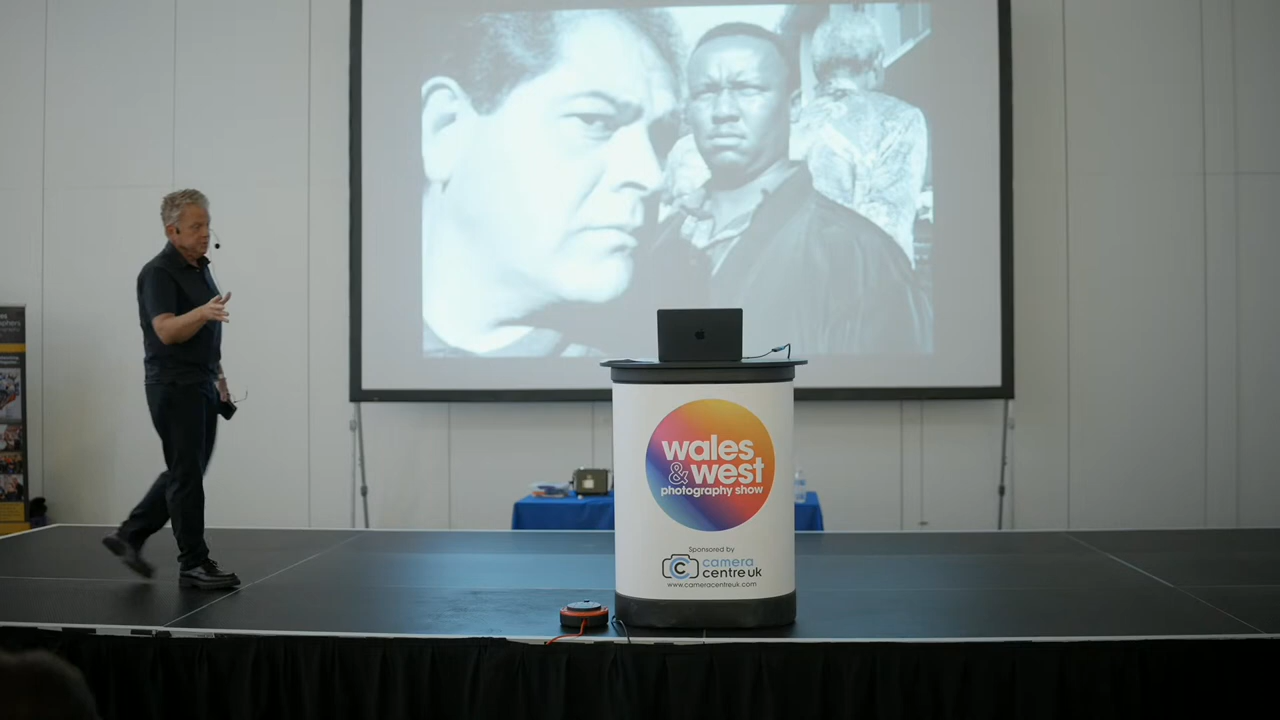 wales
& west
photography show
Sponsored by
camera
centre uk
www.cameracentreuk.com